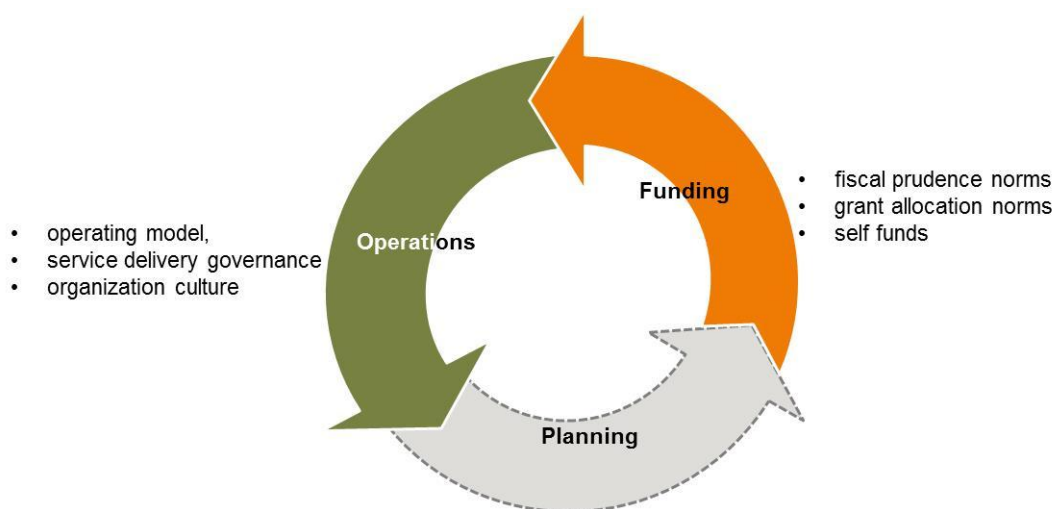 Funding
• fiscal prudence norms
• grant allocation norms
• self funds
Operations
• operating model,
• service delivery governance
• organization culture
Planning